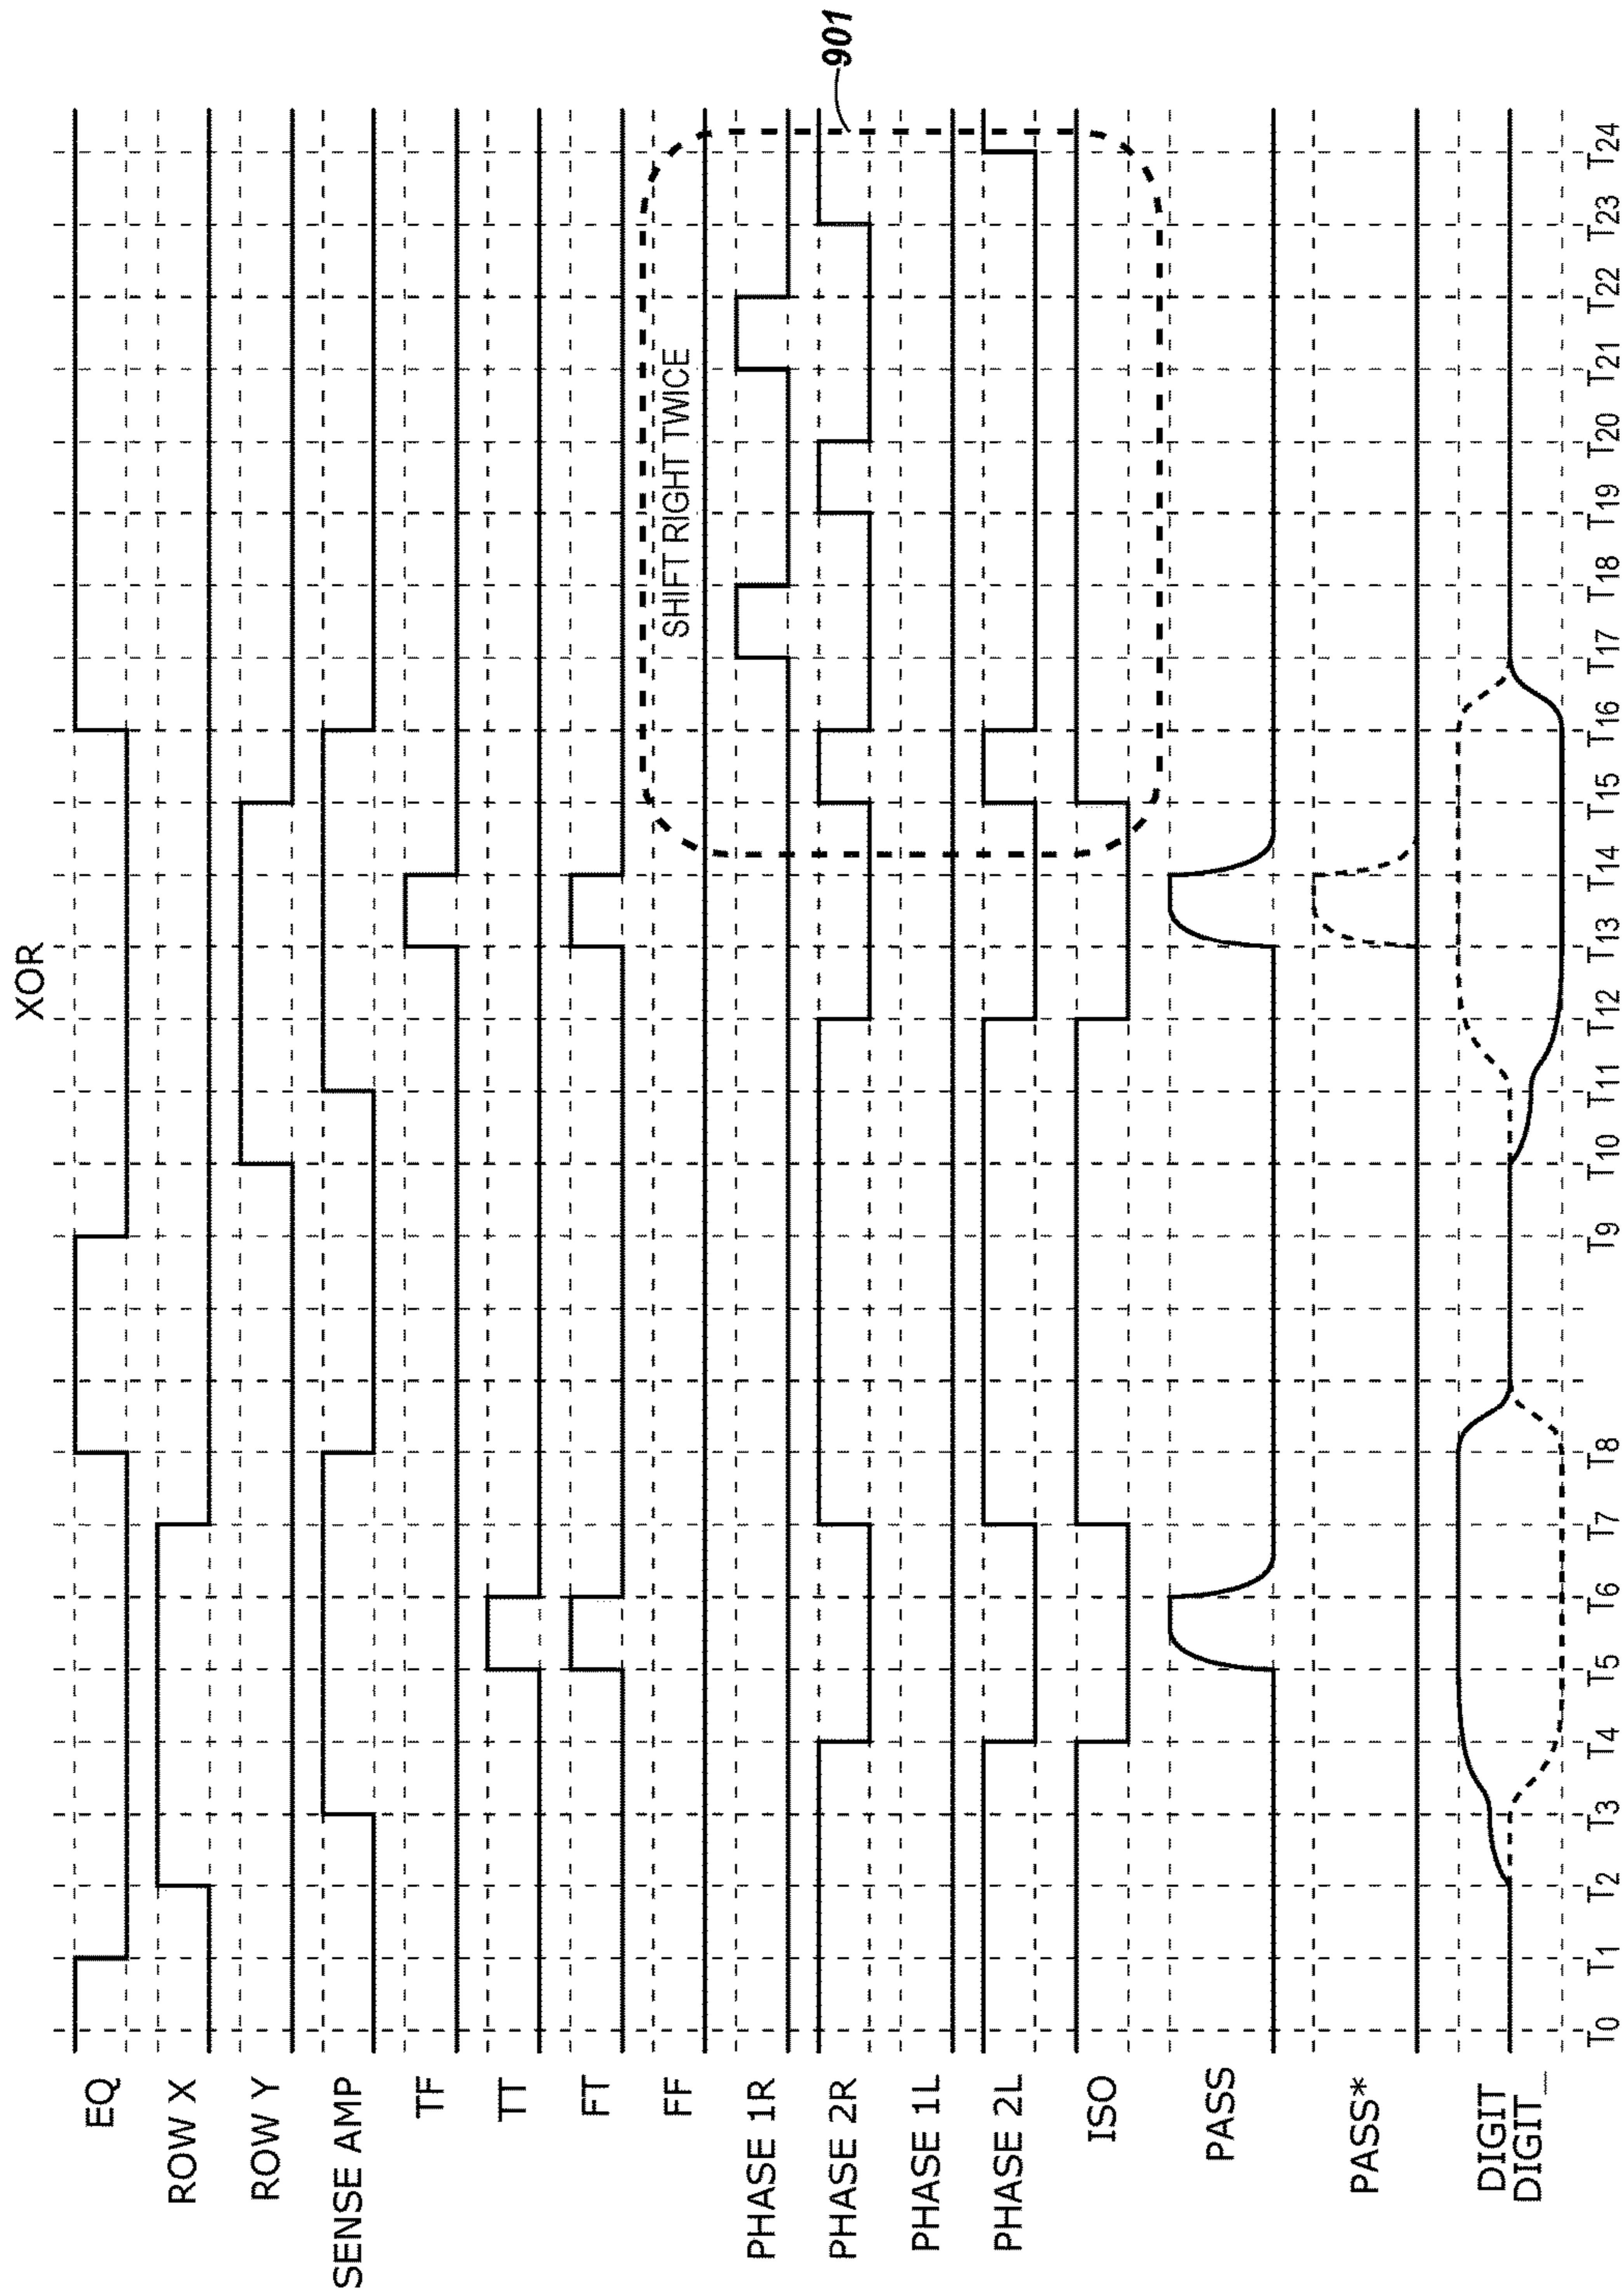 XOR
EQ
ROW X
ROW Y
SENSE AMP
TF
TT
FT
FF
SHIFT RIGHT TWICE
PHASE 1R
PHASE 2R
PHASE 1L
PHASE 2L
ISO
PASS
PASS*
DIGIT
DIGIT_
T0 T1 T2 T3 T4 T5 T6 T7 T8 T9 T10 T11 T12 T13 T14 T15 T16 T17 T18 T19 T20 T21 T22 T23 T24
901